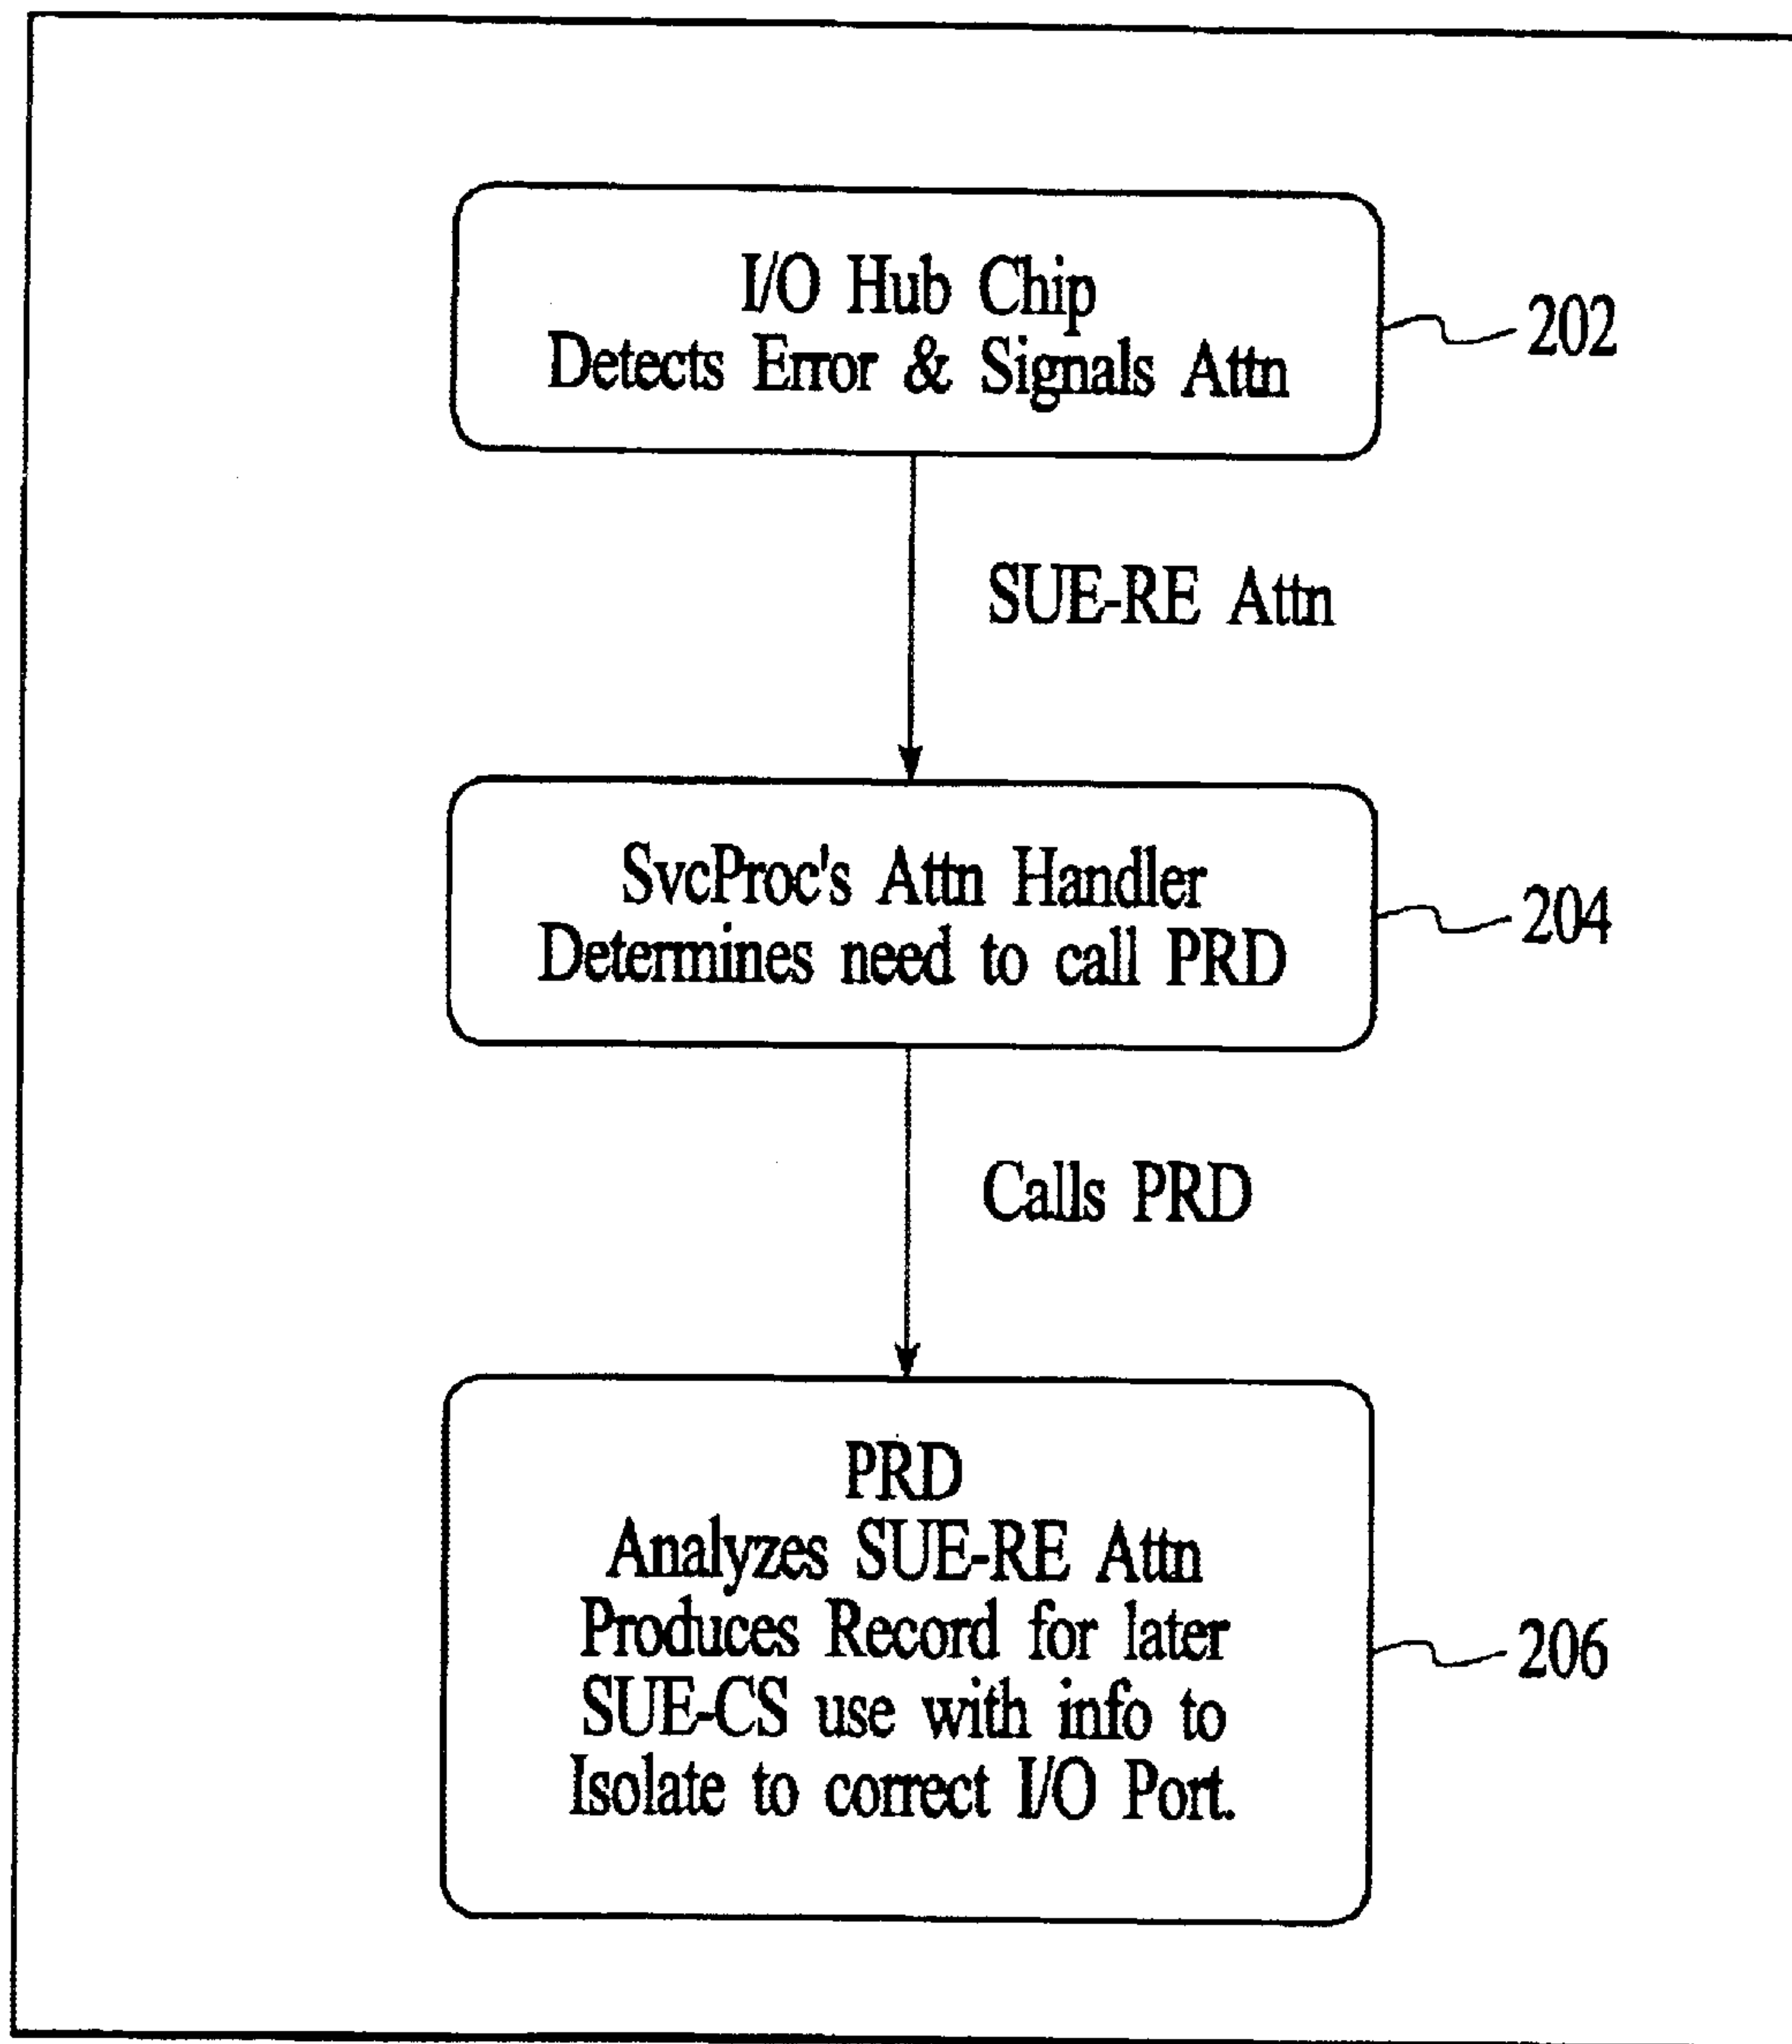 I/O Hub Chip
Detects Error & Signals Attn
202
SUE-RE Attn
SvcProc's Attn Handler
Determines need to call PRD
204
Calls PRD
PRD
Analyzes SUE-RE Attn
Produces Record for later
SUE-CS use with info to
Isolate to correct I/O Port.
206